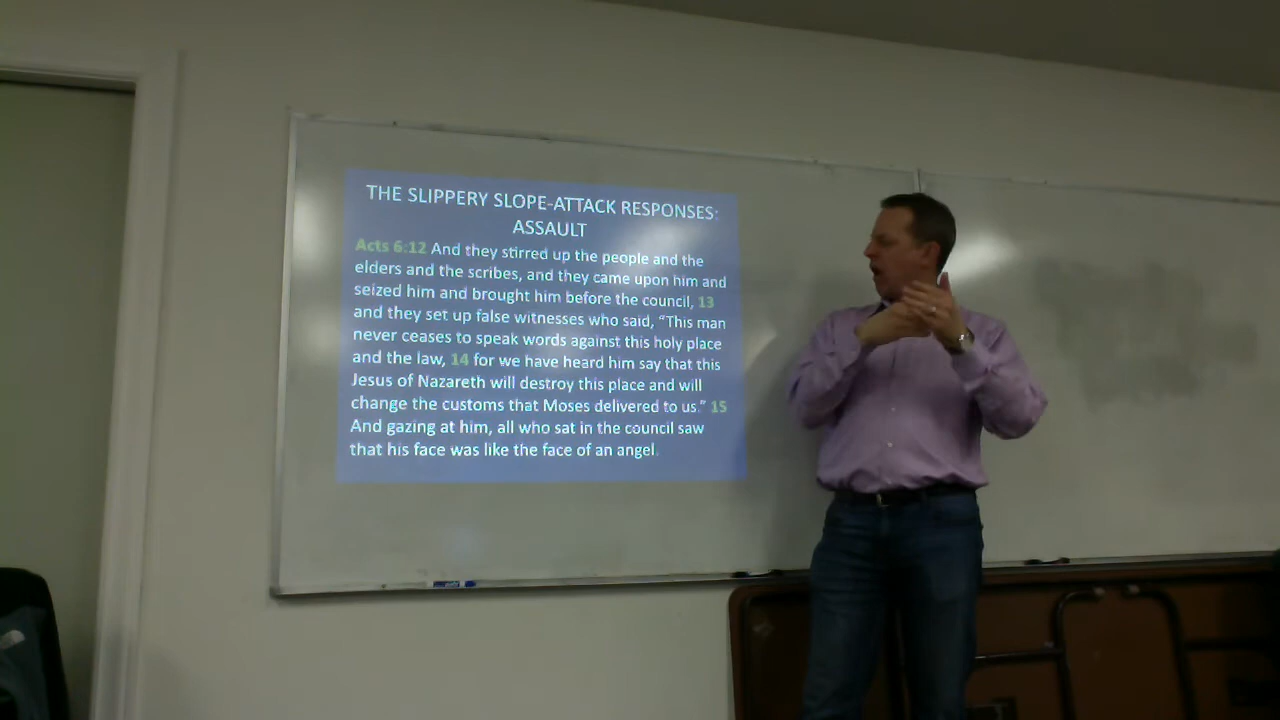 THE SLIPPERY SLOPE-ATTACK RESPONSES:
ASSAULT
Acts 6:12 And they stirred up the people and the
elders and the scribes, and they came upon him and
seized him and brought him before the council, 13
and they set up false witnesses who said, “This man
never ceases to speak words against this holy place
and the law, 14 for we have heard him say that this
Jesus of Nazareth will destroy this place and will
change the customs that Moses delivered to us.” 15
And gazing at him, all who sat in the council saw
that his face was like the face of an angel.